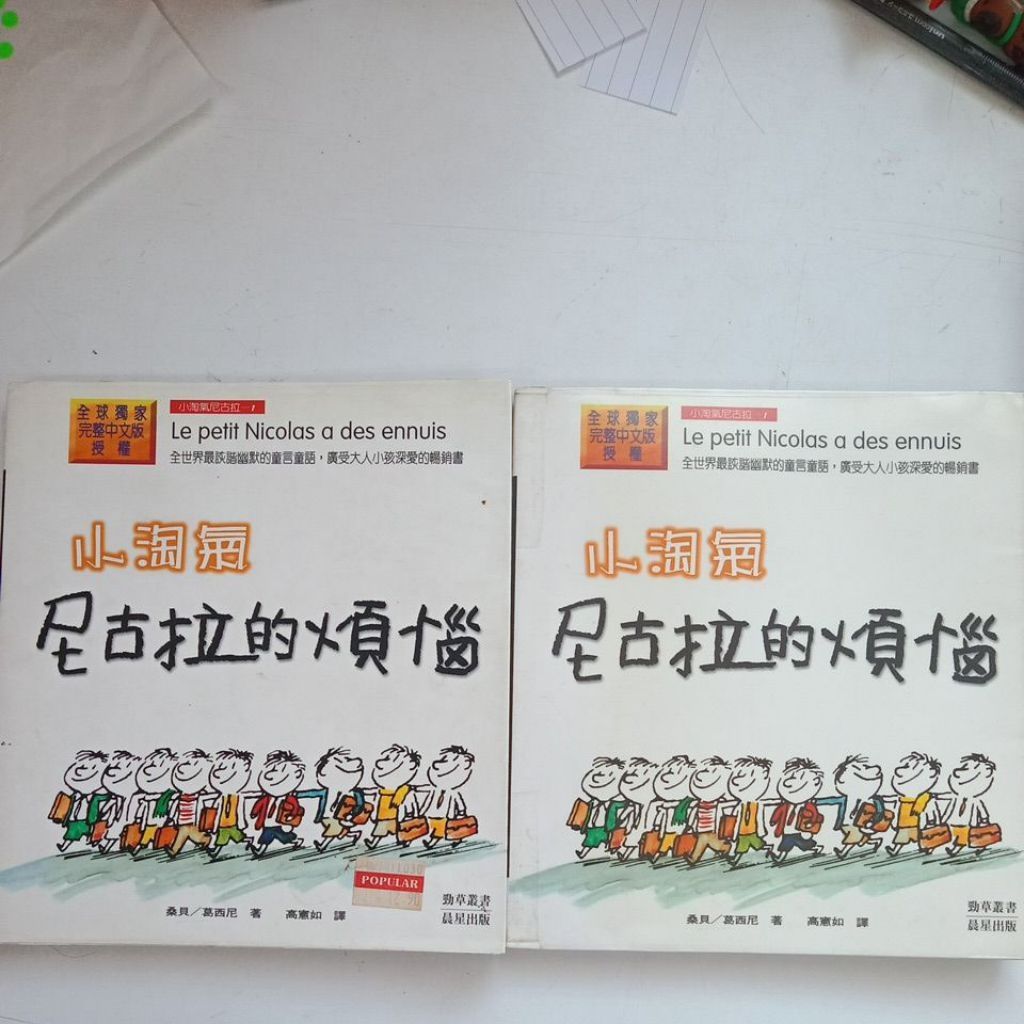 全球獨家
完整中文版
授權
小淘氣尼古拉—1
Le petit Nicolas a des ennuis
全世界最詼諧幽默的童言童語，廣受大人小孩深愛的暢銷書
小淘氣
尼古拉的煩惱
POPULAR
桑貝／葛西尼 著 高憲如 譯
勁草叢書
晨星出版
全球獨家
完整中文版
授權
小淘氣尼古拉—1
Le petit Nicolas a des ennuis
全世界最詼諧幽默的童言童語，廣受大人小孩深愛的暢銷書
小淘氣
尼古拉的煩惱
桑貝／葛西尼 著 高憲如 譯
勁草叢書
晨星出版